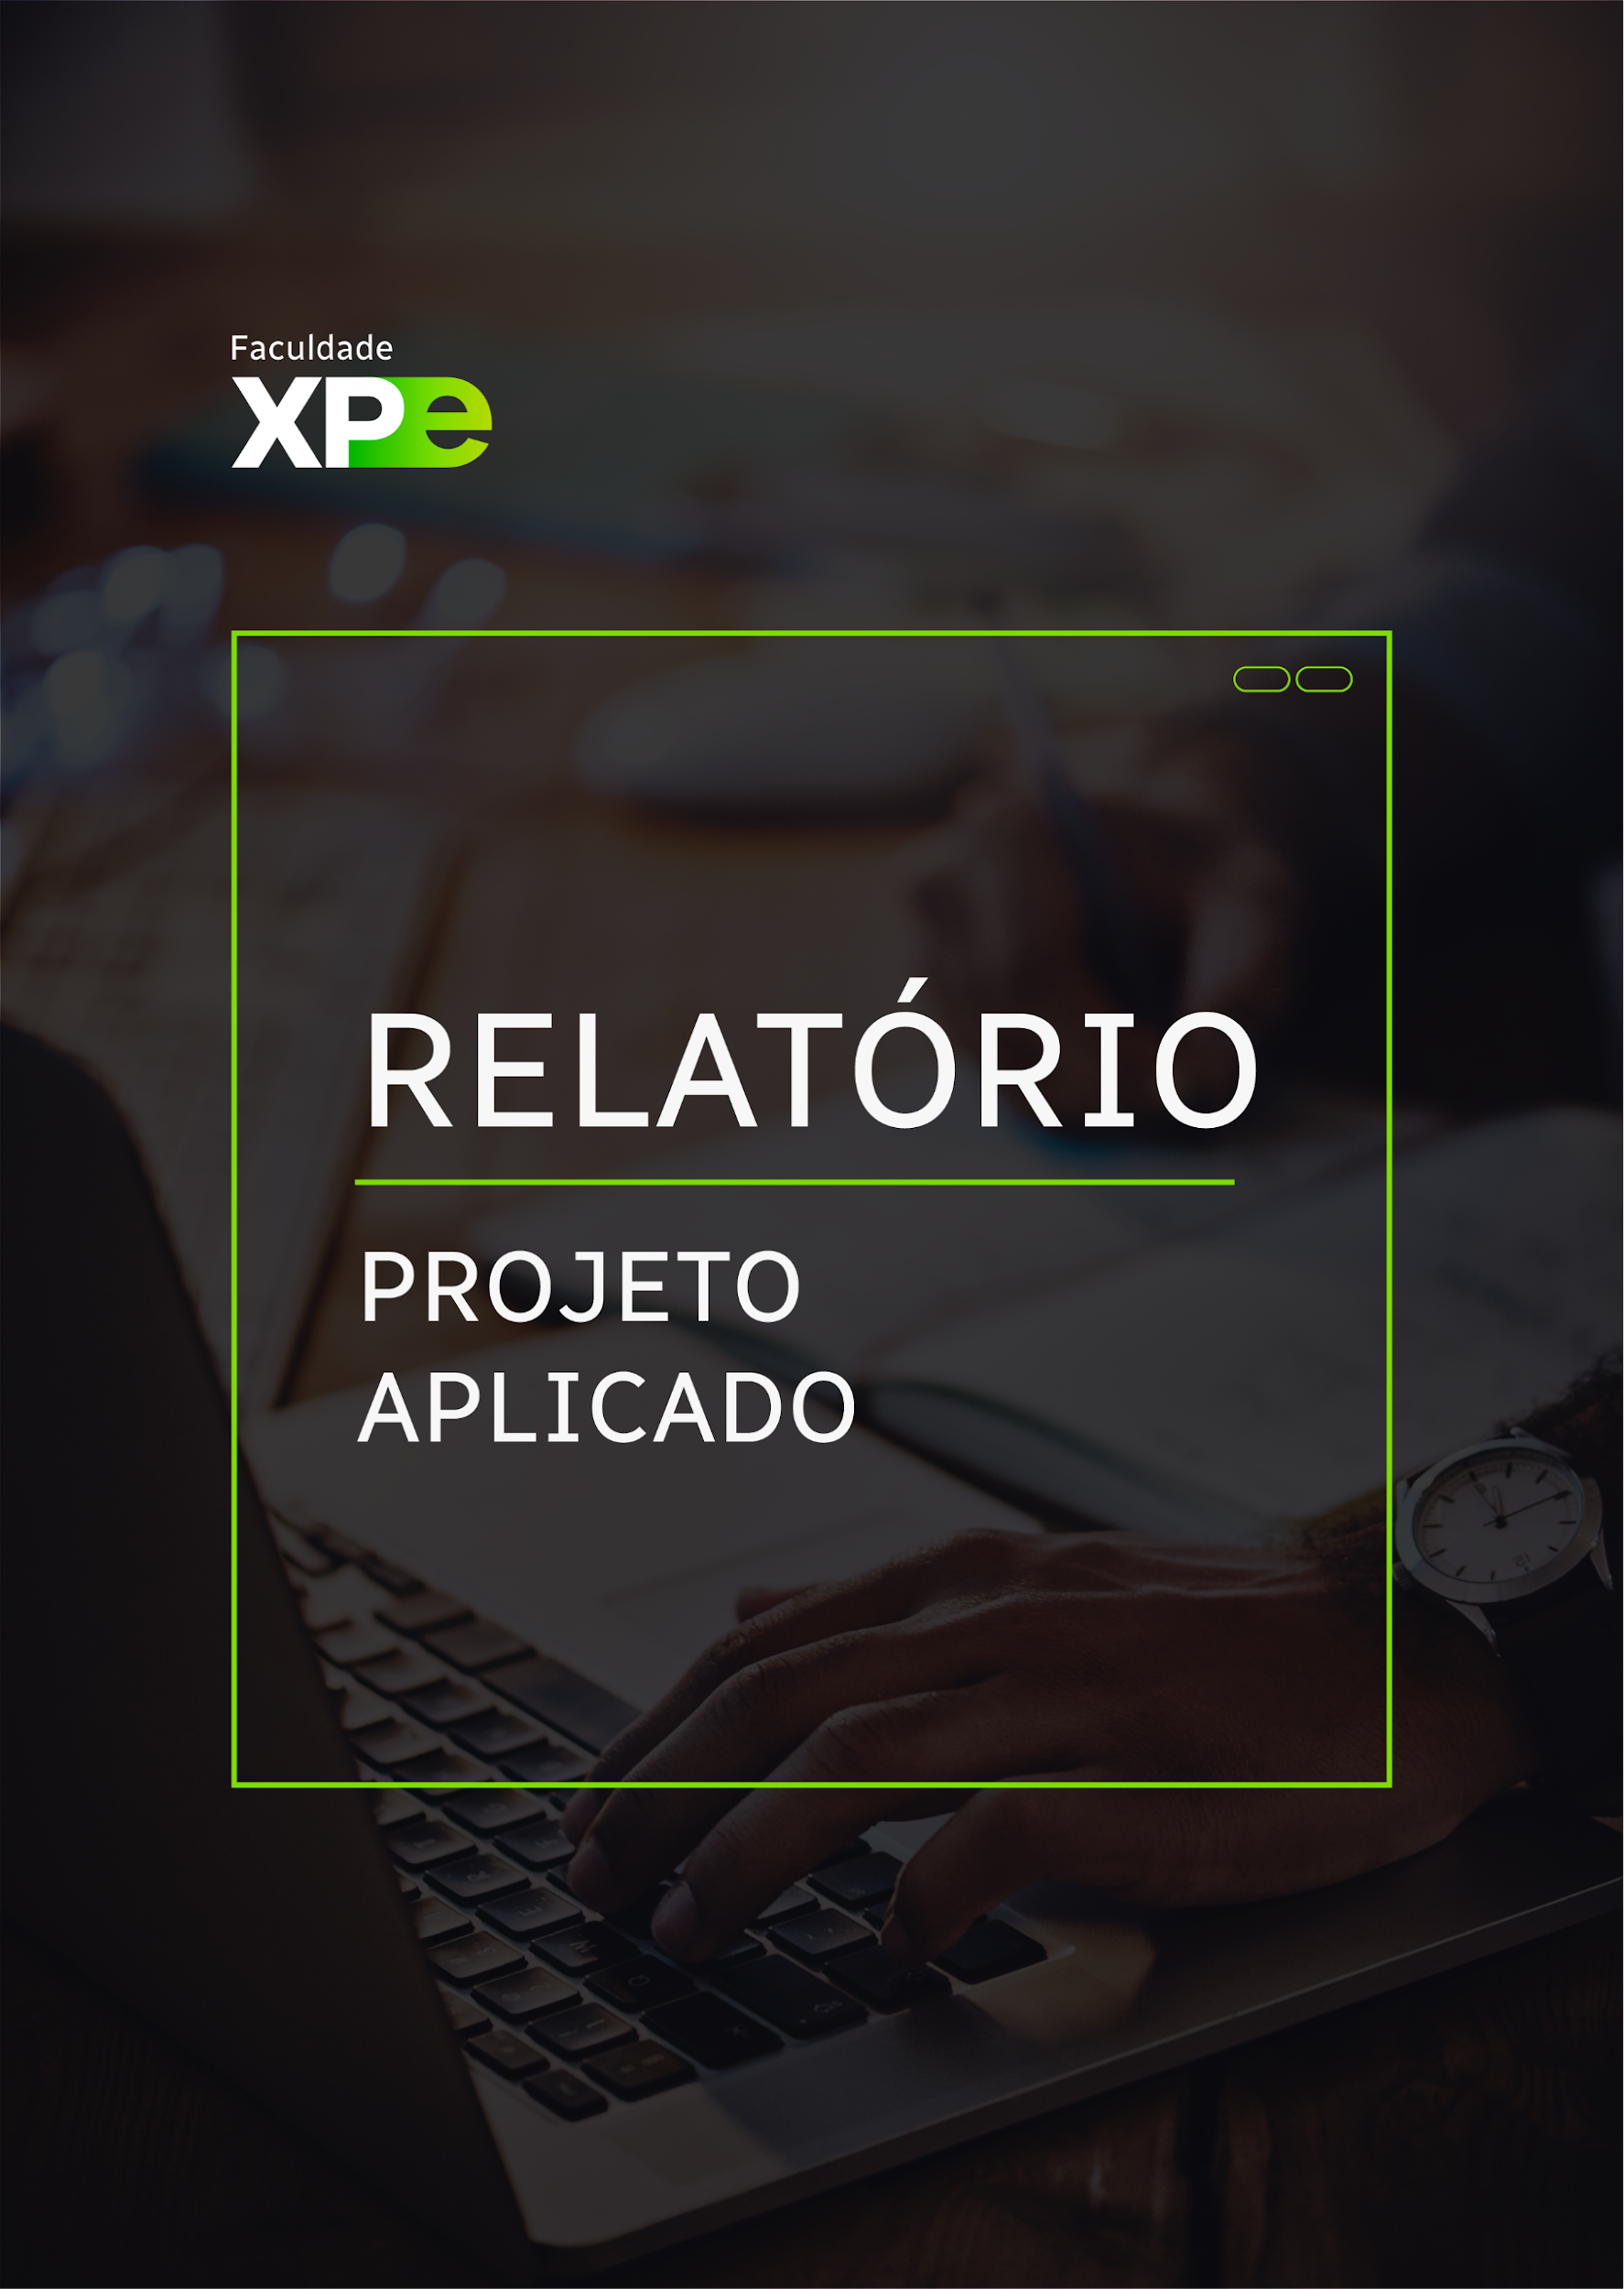 Faculdade
XPe
RELATÓRIO
PROJETO
APLICADO